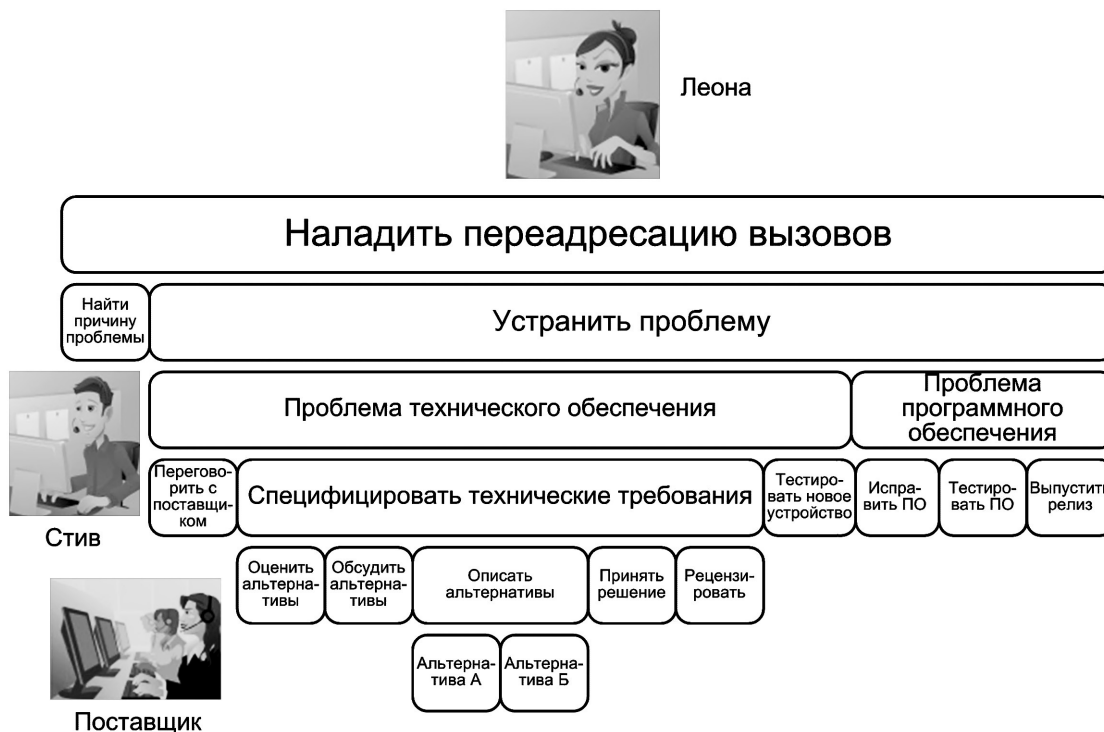 Леона
Наладить переадресацию вызовов
Найти
причину
проблемы
Устранить проблему
Проблема технического обеспечения
Проблема
программного
обеспечения
Перегово-
рить с
поставщи-
ком
Специфицировать технические требования
Тестиро-
вать новое
устройство
Испра-
вить ПО
Тестиро-
вать ПО
Выпустить
релиз
Стив
Оценить
альтерна-
тивы
Обсудить
альтерна-
тивы
Описать
альтернативы
Принять
решение
Рецензи-
ровать
Альтерна-
тива А
Альтерна-
тива Б
Поставщик